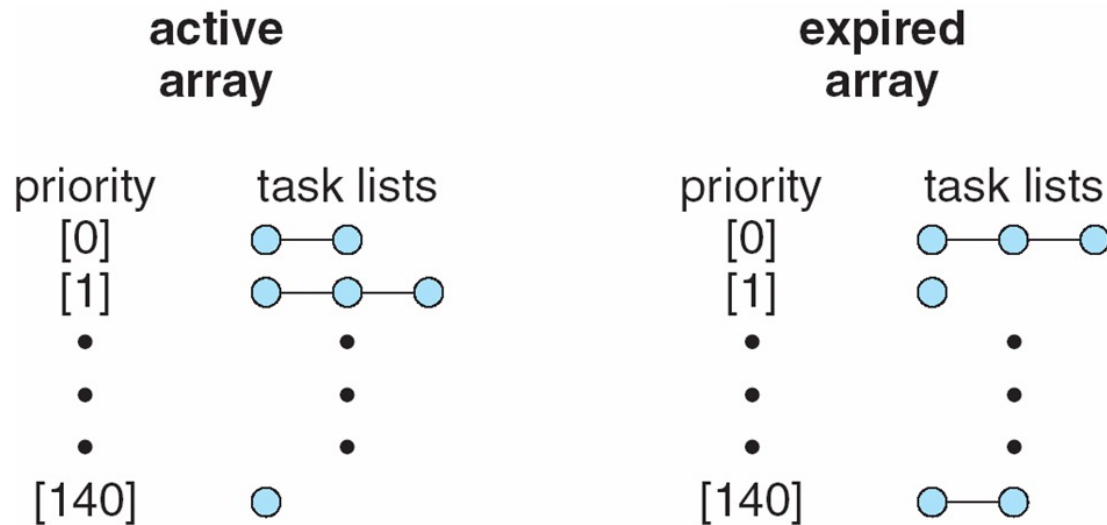 active
array
expired
array
priority task lists
[0]
[1]
[140]
priority task lists
[0]
[1]
[140]